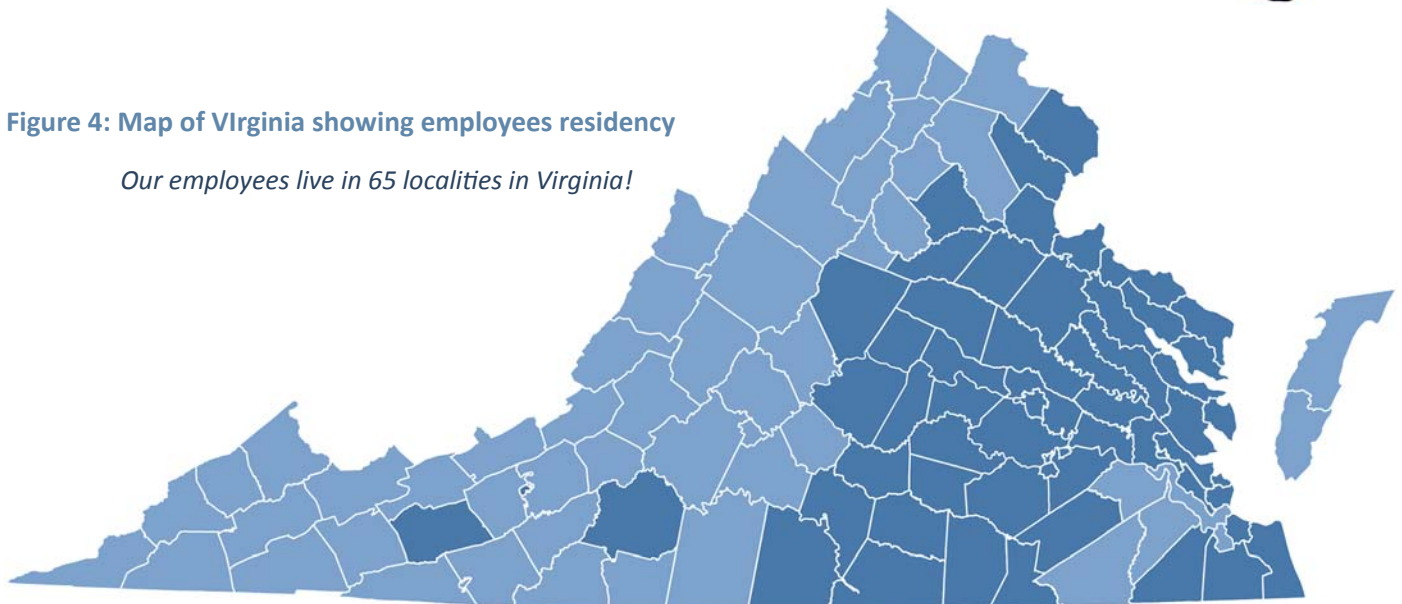 Figure 4: Map of VIrginia showing employees residency
Our employees live in 65 localities in Virginia!